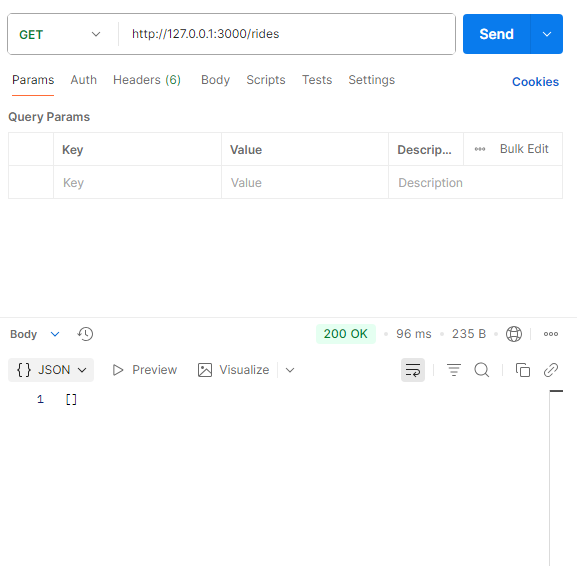 GET http://127.0.0.1:3000/rides Send
Params Auth Headers (6) Body Scripts Tests Settings Cookies
Query Params
Key Value Descrip... Bulk Edit
Key Value Description
Body 200 OK 96 ms 235 B
{} JSON Preview Visualize
1 []